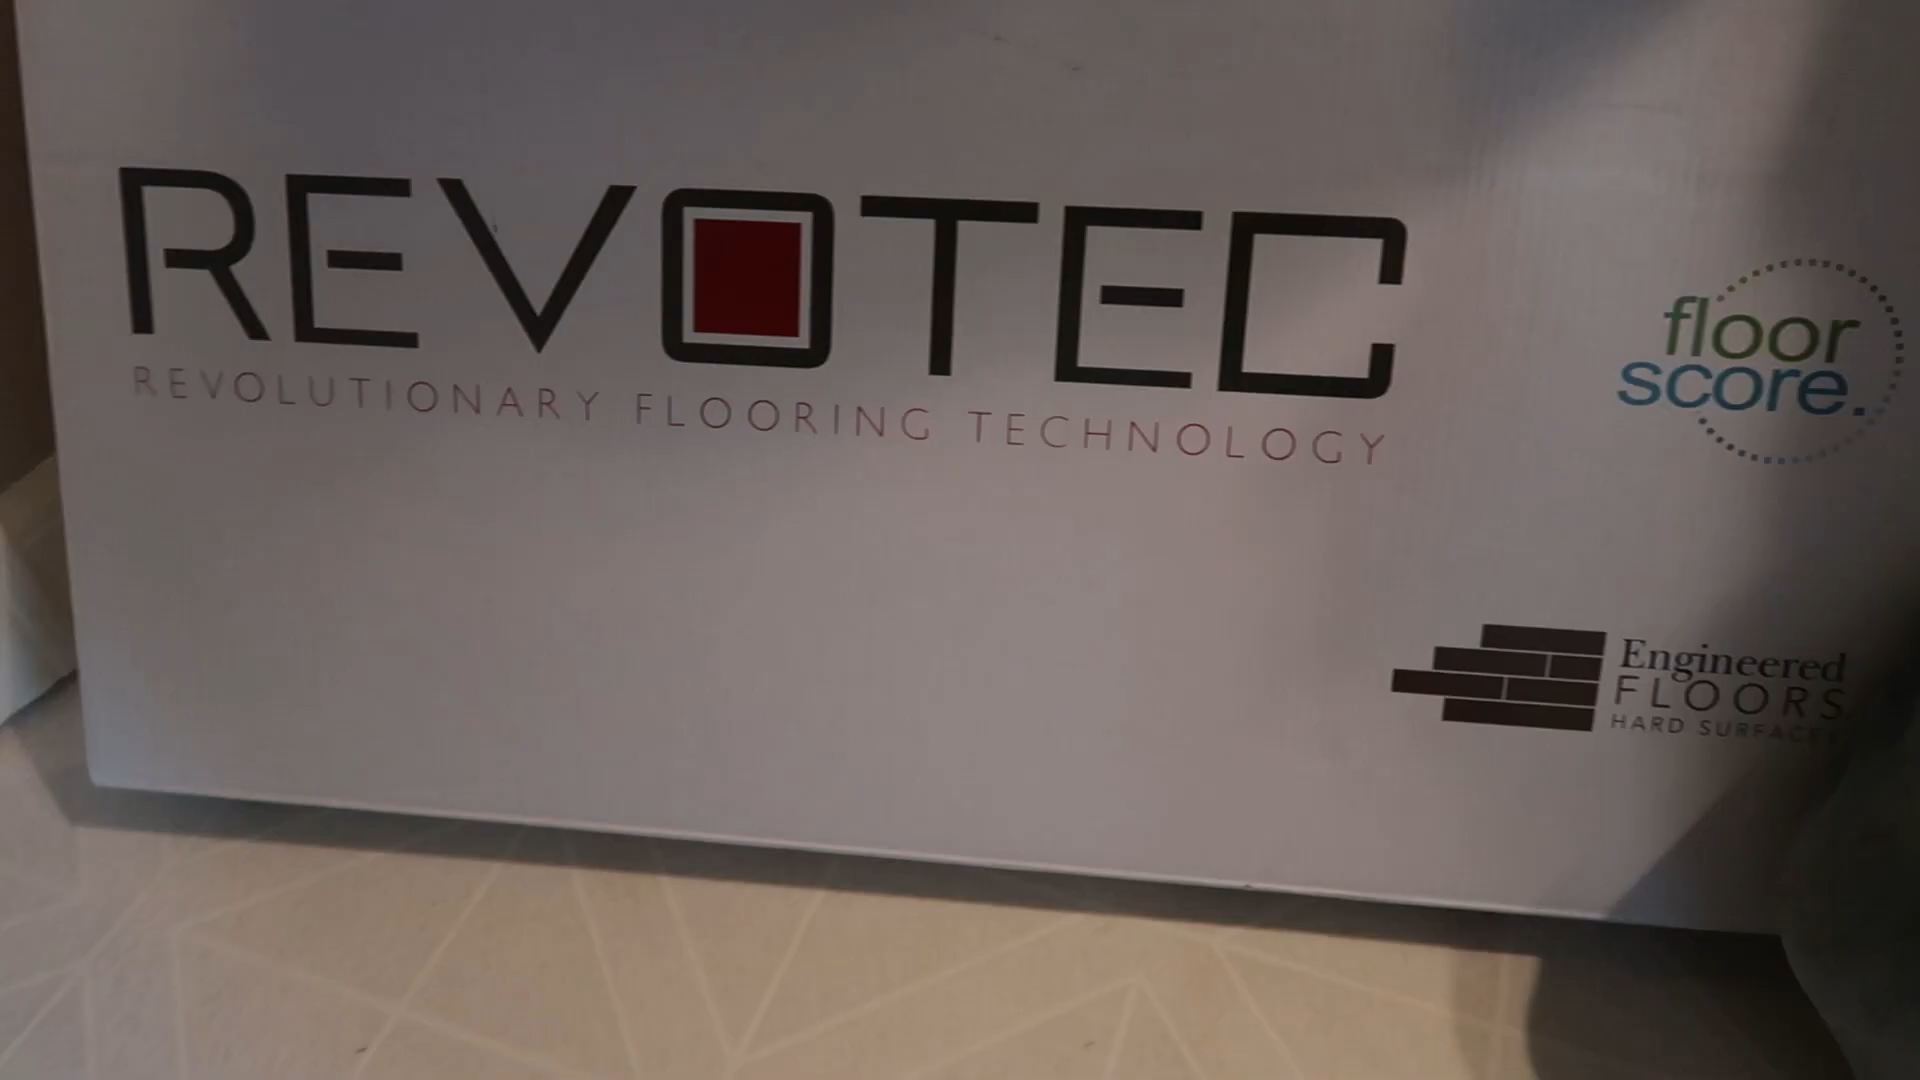 REVOTEC
REVOLUTIONARY FLOORING TECHNOLOGY
floor
score.
Engineered
FLOORS
HARD SURFACES